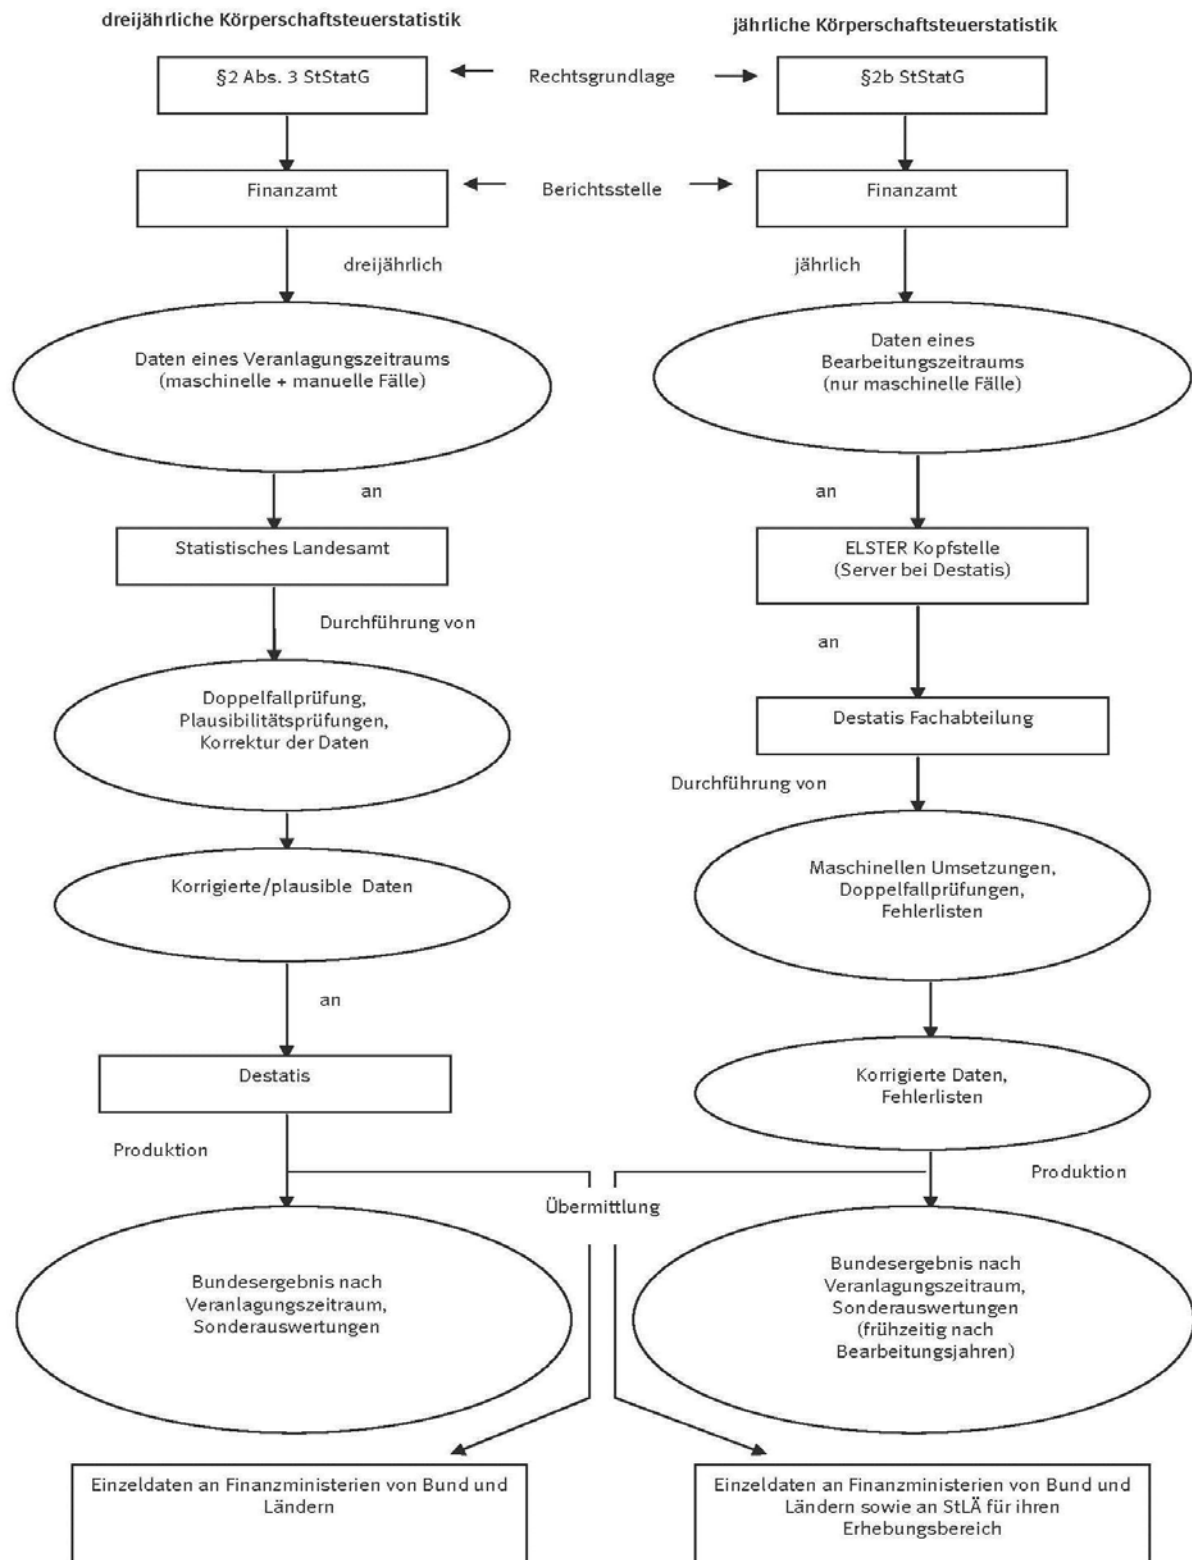 dreijährliche Körperschaftsteuerstatistik
jährliche Körperschaftsteuerstatistik
§2 Abs. 3 StStatG
Rechtsgrundlage
§2b StStatG
Finanzamt
Berichtsstelle
Finanzamt
dreijährlich
jährlich
Daten eines Veranlagungszeitraums
(maschinelle + manuelle Fälle)
Daten eines
Bearbeitungszeitraums
(nur maschinelle Fälle)
an
an
Statistisches Landesamt
ELSTER Kopfstelle
(Server bei Destatis)
Durchführung von
an
Doppelfallprüfung,
Plausibilitätsprüfungen,
Korrektur der Daten
Destatis Fachabteilung
Durchführung von
Korrigierte/plausible Daten
Maschinellen Umsetzungen,
Doppelfallprüfungen,
Fehlerlisten
an
Destatis
Korrigierte Daten,
Fehlerlisten
Produktion
Produktion
Übermittlung
Bundesergebnis nach
Veranlagungszeitraum,
Sonderauswertungen
Bundesergebnis nach
Veranlagungszeitraum,
Sonderauswertungen
(frühzeitig nach
Bearbeitungsjahren)
Einzeldaten an Finanzministerien von Bund und
Ländern
Einzeldaten an Finanzministerien von Bund und
Ländern sowie an StLÄ für ihren
Erhebungsbereich